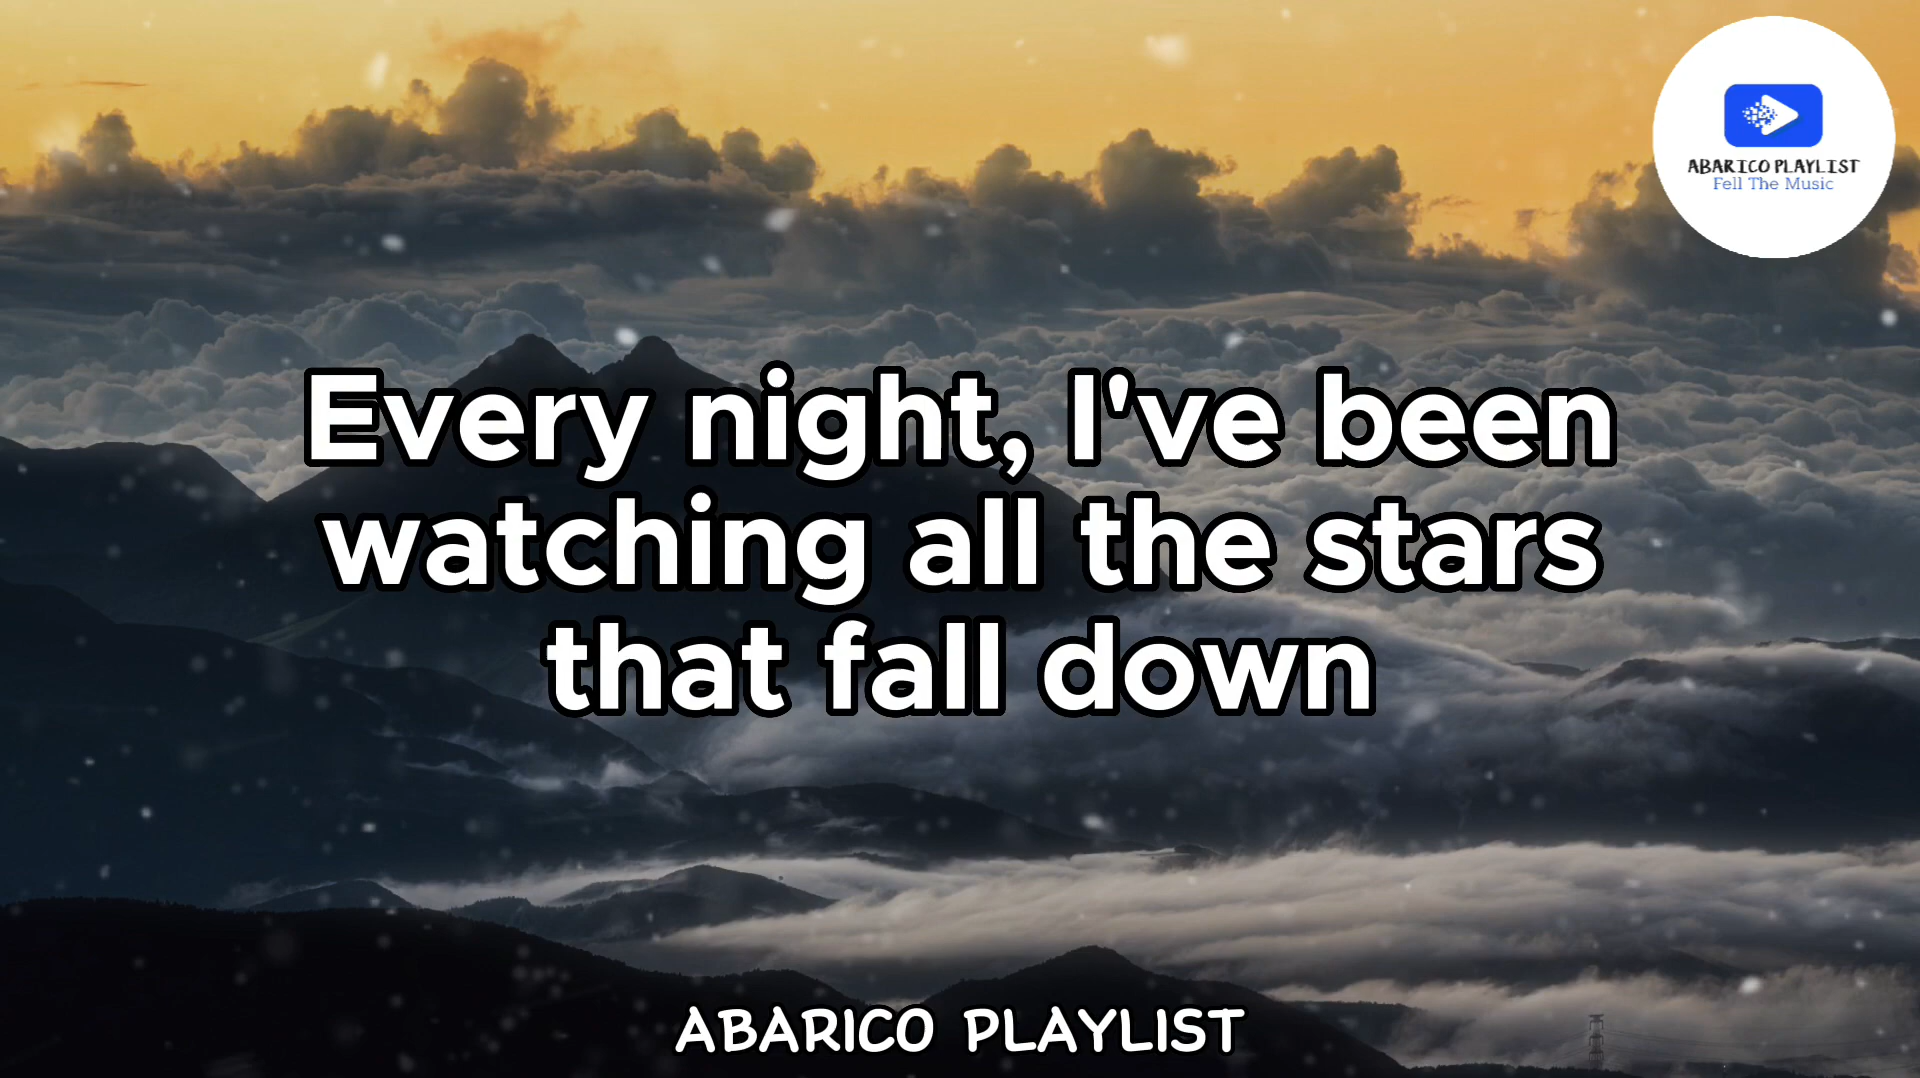 ABARICO PLAYLIST
Fell The Music
Every night, I've been
watching all the stars
that fall down
ABARICO PLAYLIST